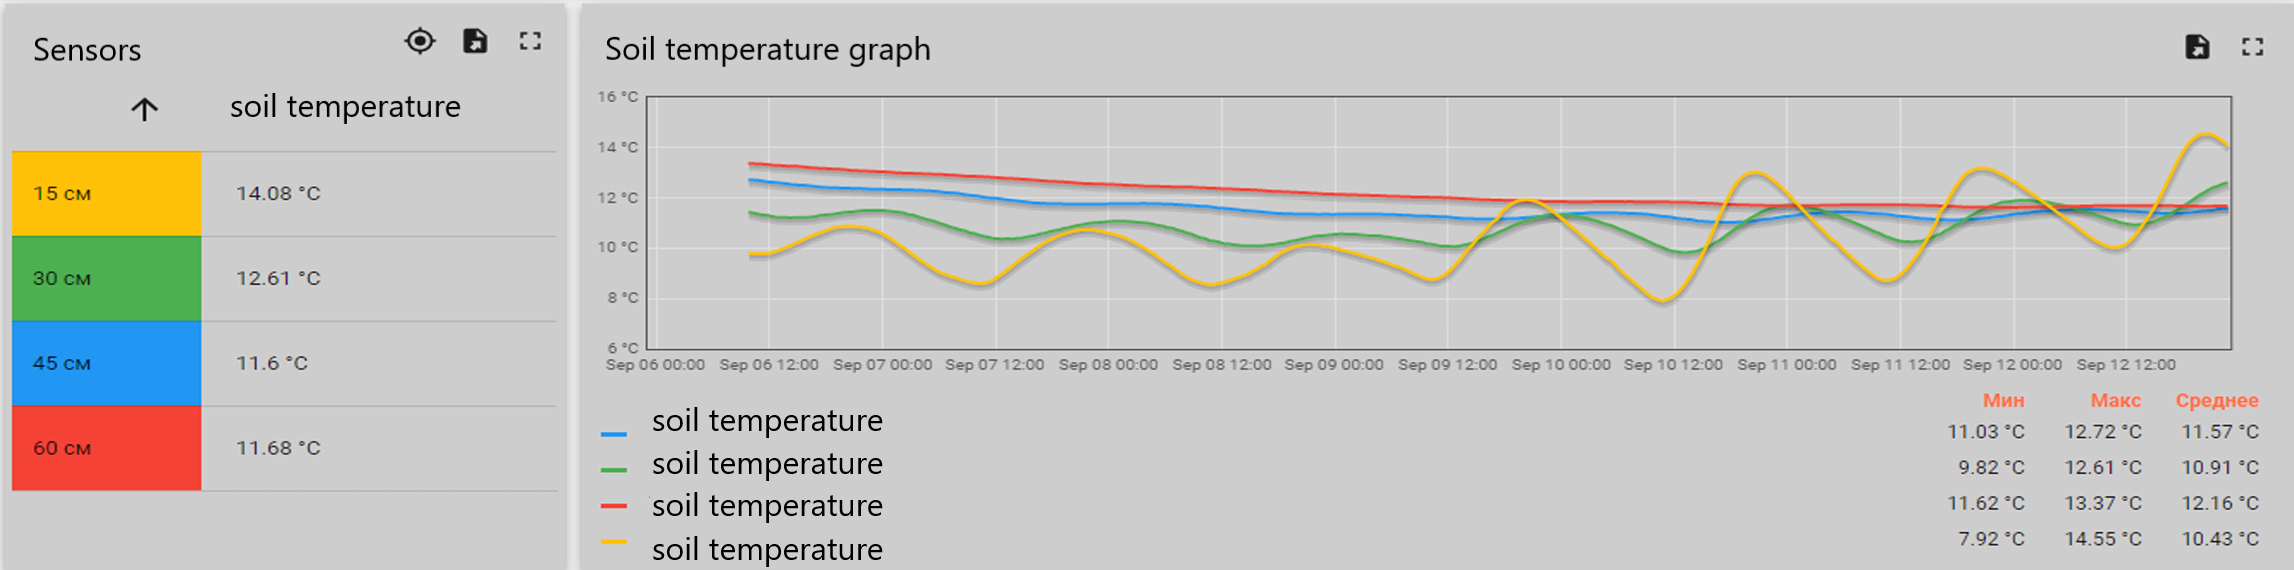 Sensors
soil temperature
15 см 14.08 °C
30 см 12.61 °C
45 см 11.6 °C
60 см 11.68 °C
Soil temperature graph
16 °C
14 °C
12 °C
10 °C
8 °C
6 °C
Sep 06 00:00 Sep 06 12:00 Sep 07 00:00 Sep 07 12:00 Sep 08 00:00 Sep 08 12:00 Sep 09 00:00 Sep 09 12:00 Sep 10 00:00 Sep 10 12:00 Sep 11 00:00 Sep 11 12:00 Sep 12 00:00 Sep 12 12:00
Мин Макс Среднее
soil temperature 11.03 °C 12.72 °C 11.57 °C
soil temperature 9.82 °C 12.61 °C 10.91 °C
soil temperature 11.62 °C 13.37 °C 12.16 °C
soil temperature 7.92 °C 14.55 °C 10.43 °C